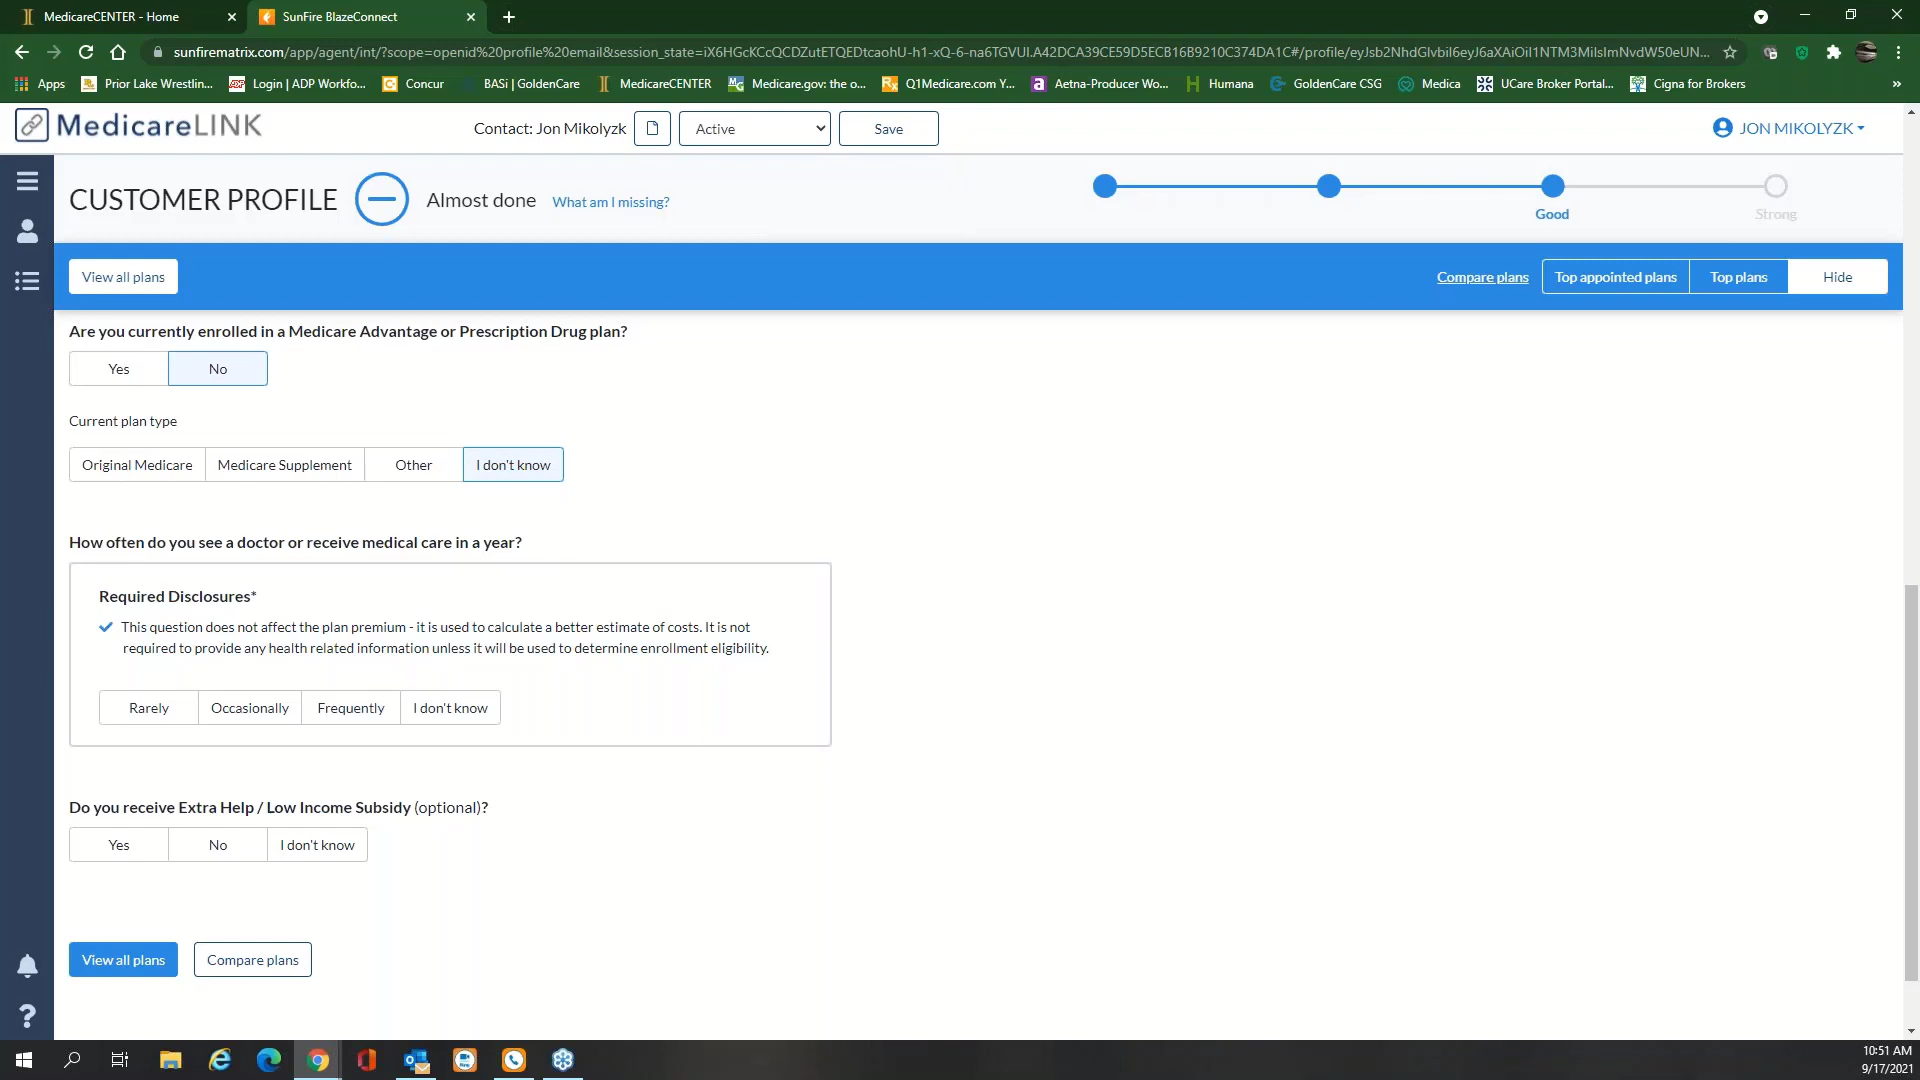 MedicareCENTER - Home
SunFire BlazeConnect
sunfirematrix.com/app/agent/int/?scope=openid%20profile%20email&session_state=iX6HGcKCcQCDZutETQEDtcaohU-h1-xQ-6-na6TGVUI.A42DCA39CE59D5ECB16B9210C374DA1C#/profile/eyJsb2NhdGlvbiI6eyJ6aXAiOiI1NTM3MiIsImNvdW50eUN...
Apps
Prior Lake Wrestlin...
Login | ADP Workfo...
Concur
BASi | GoldenCare
MedicareCENTER
Medicare.gov: the o...
Q1Medicare.com Y...
Aetna-Producer Wo...
Humana
GoldenCare CSG
Medica
UCare Broker Portal...
Cigna for Brokers
»
MedicareLINK
Contact: Jon Mikolyzk
Active
Save
JON MIKOLYZK
CUSTOMER PROFILE
Almost done
What am I missing?
Good
Strong
View all plans
Compare plans
Top appointed plans
Top plans
Hide
Are you currently enrolled in a Medicare Advantage or Prescription Drug plan?
Yes
No
Current plan type
Original Medicare
Medicare Supplement
Other
I don't know
How often do you see a doctor or receive medical care in a year?
Required Disclosures*
This question does not affect the plan premium - it is used to calculate a better estimate of costs. It is not
required to provide any health related information unless it will be used to determine enrollment eligibility.
Rarely
Occasionally
Frequently
I don't know
Do you receive Extra Help / Low Income Subsidy (optional)?
Yes
No
I don't know
View all plans
Compare plans
10:51 AM
9/17/2021